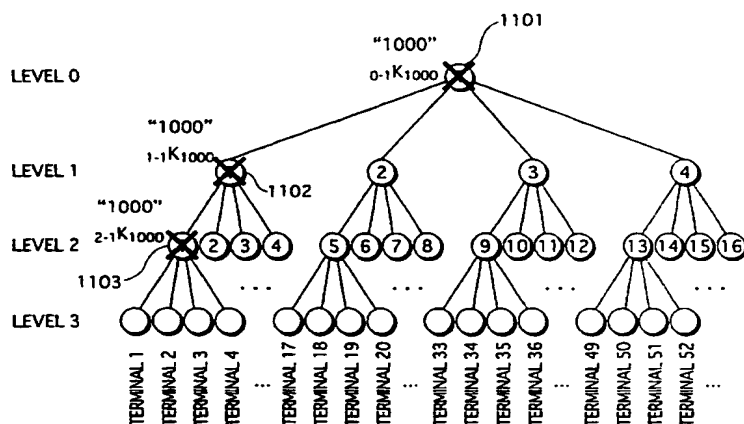 1101
"1000"
LEVEL 0
0-1K1000
"1000"
1-1K1000
LEVEL 1
2 3 4
1102
"1000"
2-1K1000
LEVEL 2
2 3 4 5 6 7 8 9 10 11 12 13 14 15 16
1103
... ... ... ...
LEVEL 3
TERMINAL 1
TERMINAL 2
TERMINAL 3
TERMINAL 4
...
TERMINAL 17
TERMINAL 18
TERMINAL 19
TERMINAL 20
...
TERMINAL 33
TERMINAL 34
TERMINAL 35
TERMINAL 36
...
TERMINAL 49
TERMINAL 50
TERMINAL 51
TERMINAL 52
...